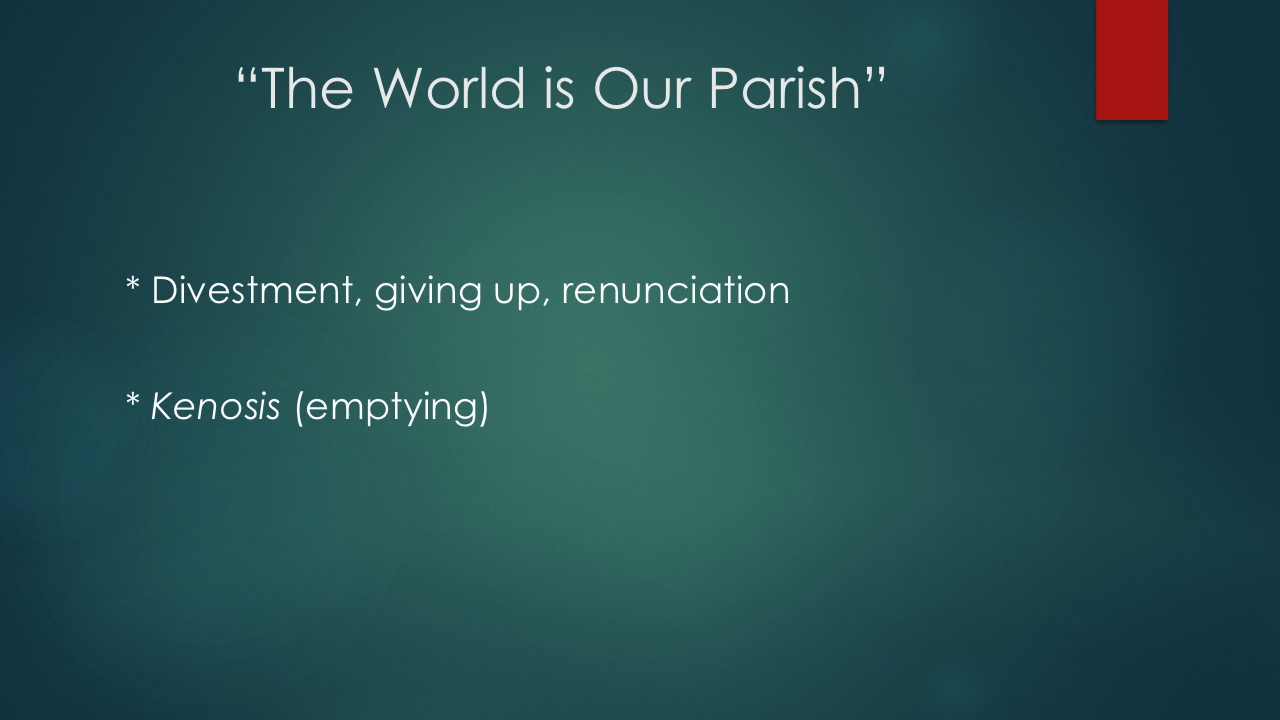 “The World is Our Parish”
* Divestment, giving up, renunciation
* Kenosis (emptying)